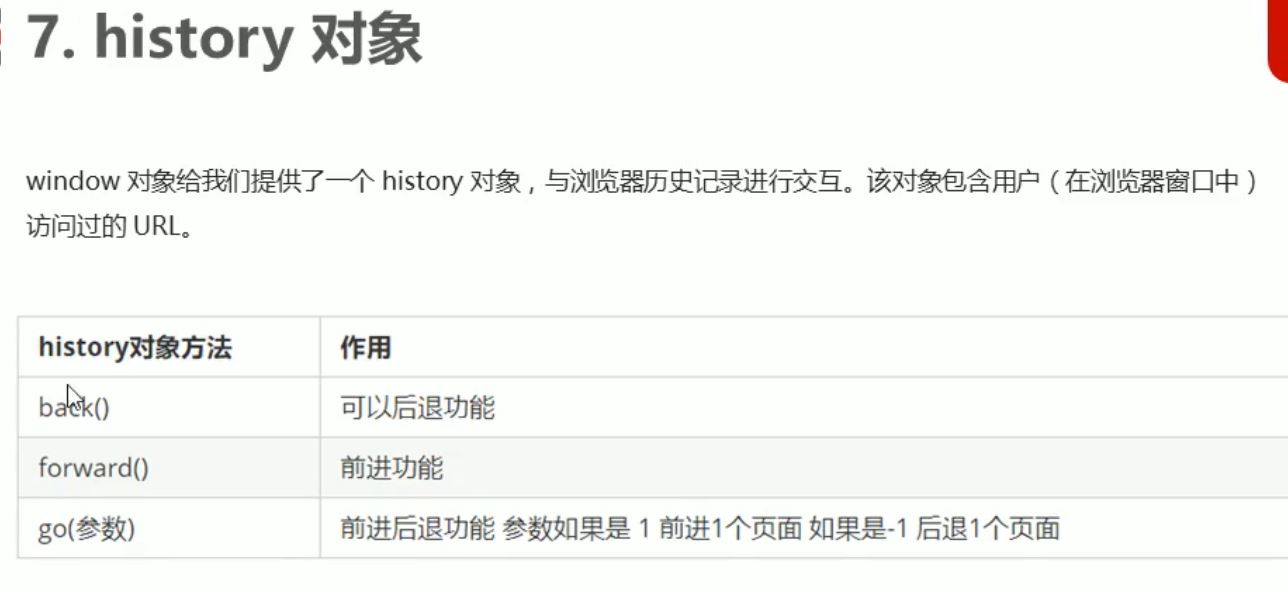 7. history 对象
window 对象给我们提供了一个 history 对象，与浏览器历史记录进行交互。该对象包含用户（在浏览器窗口中）
访问过的 URL。
history对象方法 作用
back() 可以后退功能
forward() 前进功能
go(参数) 前进后退功能 参数如果是 1 前进1个页面 如果是-1 后退1个页面